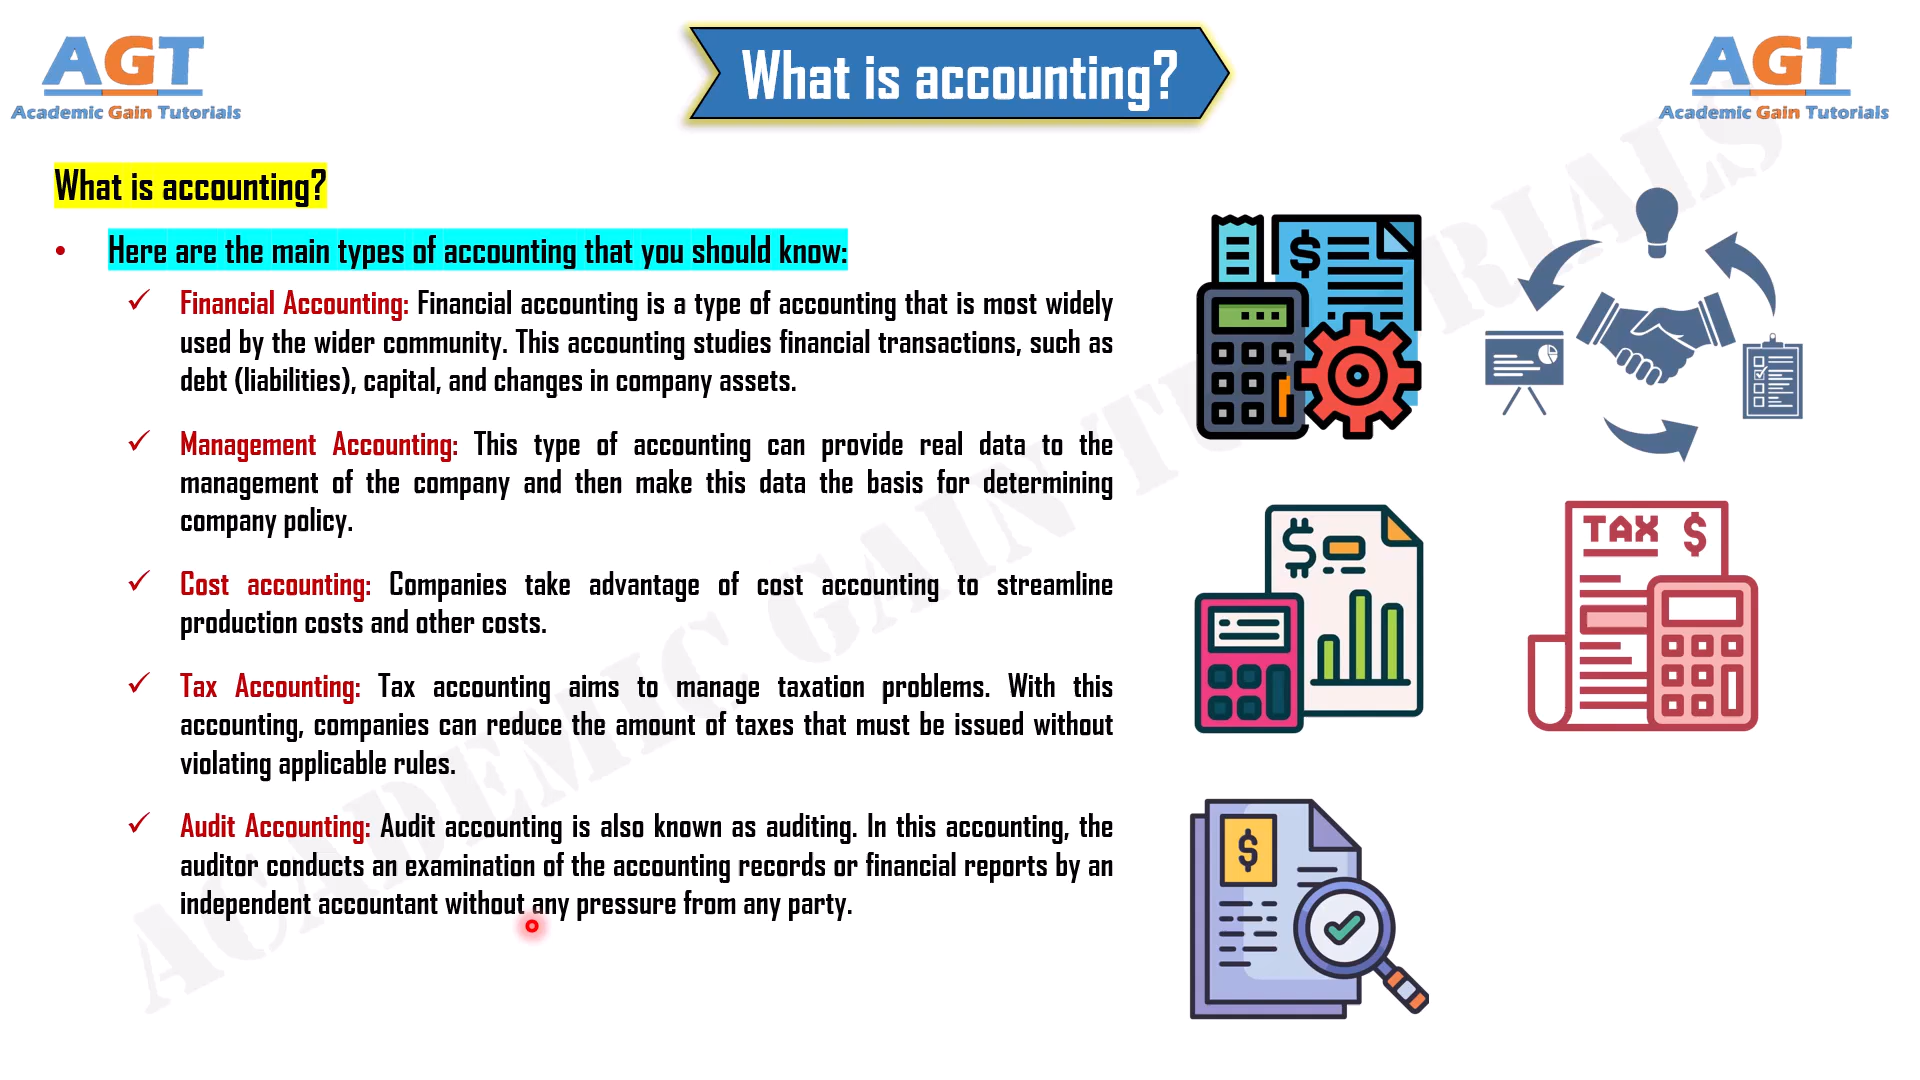 AGT
Academic Gain Tutorials
What is accounting?
AGT
Academic Gain Tutorials
What is accounting?
• Here are the main types of accounting that you should know:
✓ Financial Accounting: Financial accounting is a type of accounting that is most widely
used by the wider community. This accounting studies financial transactions, such as
debt (liabilities), capital, and changes in company assets.
✓ Management Accounting: This type of accounting can provide real data to the
management of the company and then make this data the basis for determining
company policy.
✓ Cost accounting: Companies take advantage of cost accounting to streamline
production costs and other costs.
✓ Tax Accounting: Tax accounting aims to manage taxation problems. With this
accounting, companies can reduce the amount of taxes that must be issued without
violating applicable rules.
✓ Audit Accounting: Audit accounting is also known as auditing. In this accounting, the
auditor conducts an examination of the accounting records or financial reports by an
independent accountant without any pressure from any party.
$
$
TAX $
$
ACADEMIC GAIN TUTORIALS